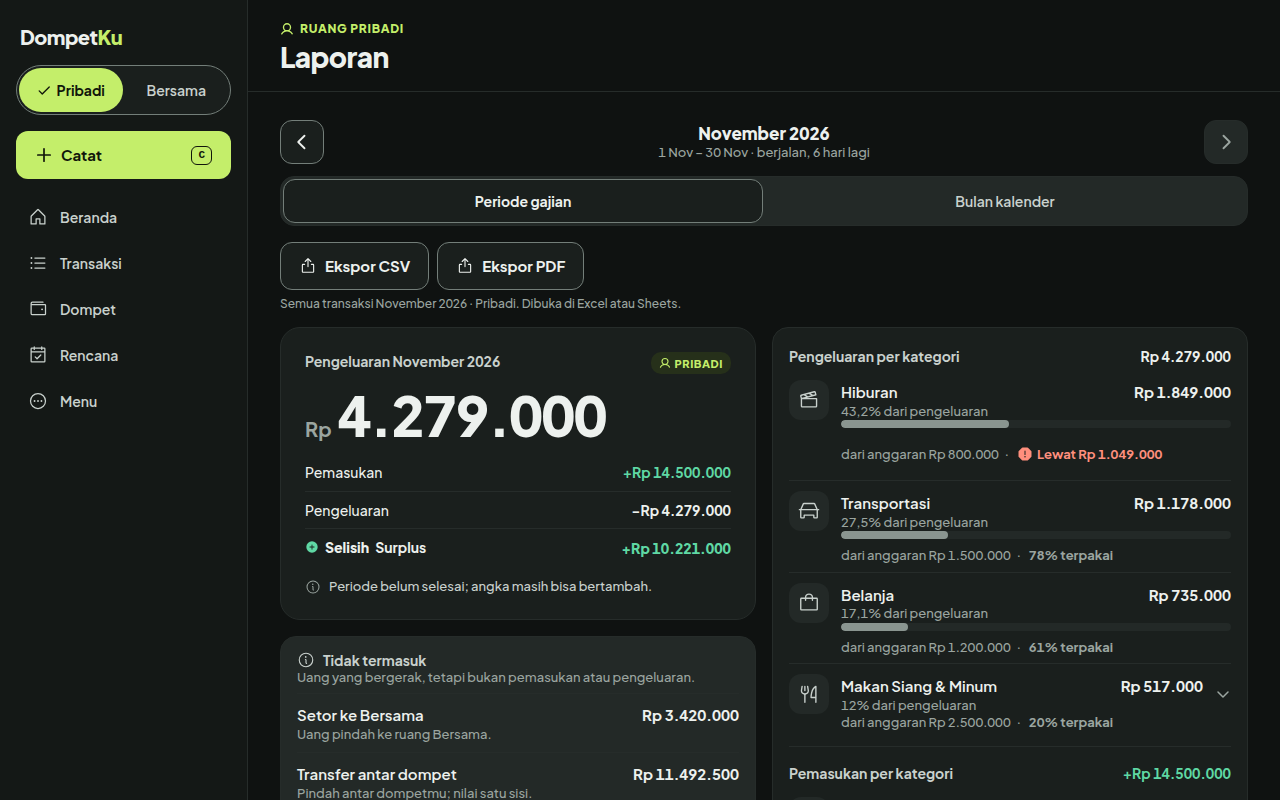 DompetKu
Pribadi
Bersama
Catat
C
Beranda
Transaksi
Dompet
Rencana
Menu
RUANG PRIBADI
Laporan
November 2026
1 Nov – 30 Nov · berjalan, 6 hari lagi
Periode gajian
Bulan kalender
Ekspor CSV
Ekspor PDF
Semua transaksi November 2026 · Pribadi. Dibuka di Excel atau Sheets.
Pengeluaran November 2026
PRIBADI
Rp 4.279.000
Pemasukan
+Rp 14.500.000
Pengeluaran
−Rp 4.279.000
Selisih Surplus
+Rp 10.221.000
Periode belum selesai; angka masih bisa bertambah.
Tidak termasuk
Uang yang bergerak, tetapi bukan pemasukan atau pengeluaran.
Setor ke Bersama
Rp 3.420.000
Uang pindah ke ruang Bersama.
Transfer antar dompet
Rp 11.492.500
Pindah antar dompetmu; nilai satu sisi.
Pengeluaran per kategori
Rp 4.279.000
Hiburan
Rp 1.849.000
43,2% dari pengeluaran
dari anggaran Rp 800.000 · Lewat Rp 1.049.000
Transportasi
Rp 1.178.000
27,5% dari pengeluaran
dari anggaran Rp 1.500.000 · 78% terpakai
Belanja
Rp 735.000
17,1% dari pengeluaran
dari anggaran Rp 1.200.000 · 61% terpakai
Makan Siang & Minum
Rp 517.000
12% dari pengeluaran
dari anggaran Rp 2.500.000 · 20% terpakai
Pemasukan per kategori
+Rp 14.500.000